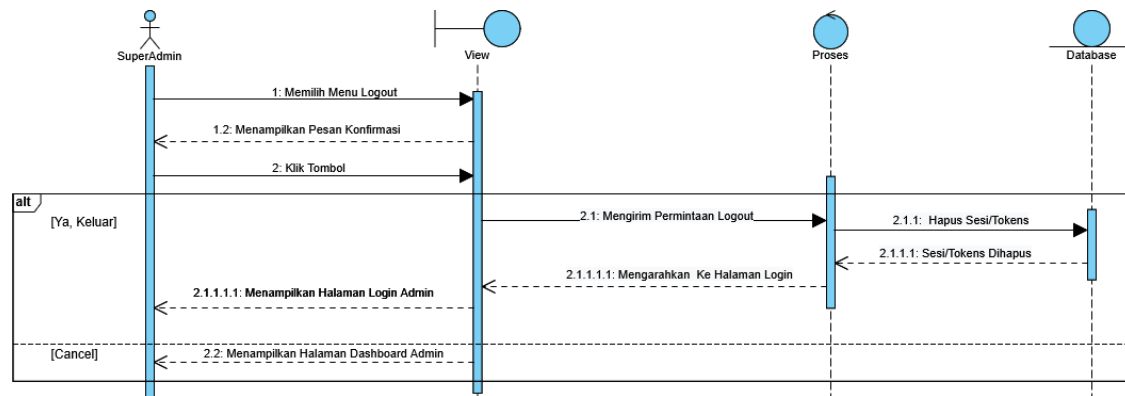 SuperAdmin
View
Proses
Database
1: Memilih Menu Logout
1.2: Menampilkan Pesan Konfirmasi
2: Klik Tombol
alt
[Ya, Keluar]
2.1: Mengirim Permintaan Logout
2.1.1: Hapus Sesi/Tokens
2.1.1.1: Sesi/Tokens Dihapus
2.1.1.1.1: Mengarahkan Ke Halaman Login
2.1.1.1.1: Menampilkan Halaman Login Admin
[Cancel]
2.2: Menampilkan Halaman Dashboard Admin